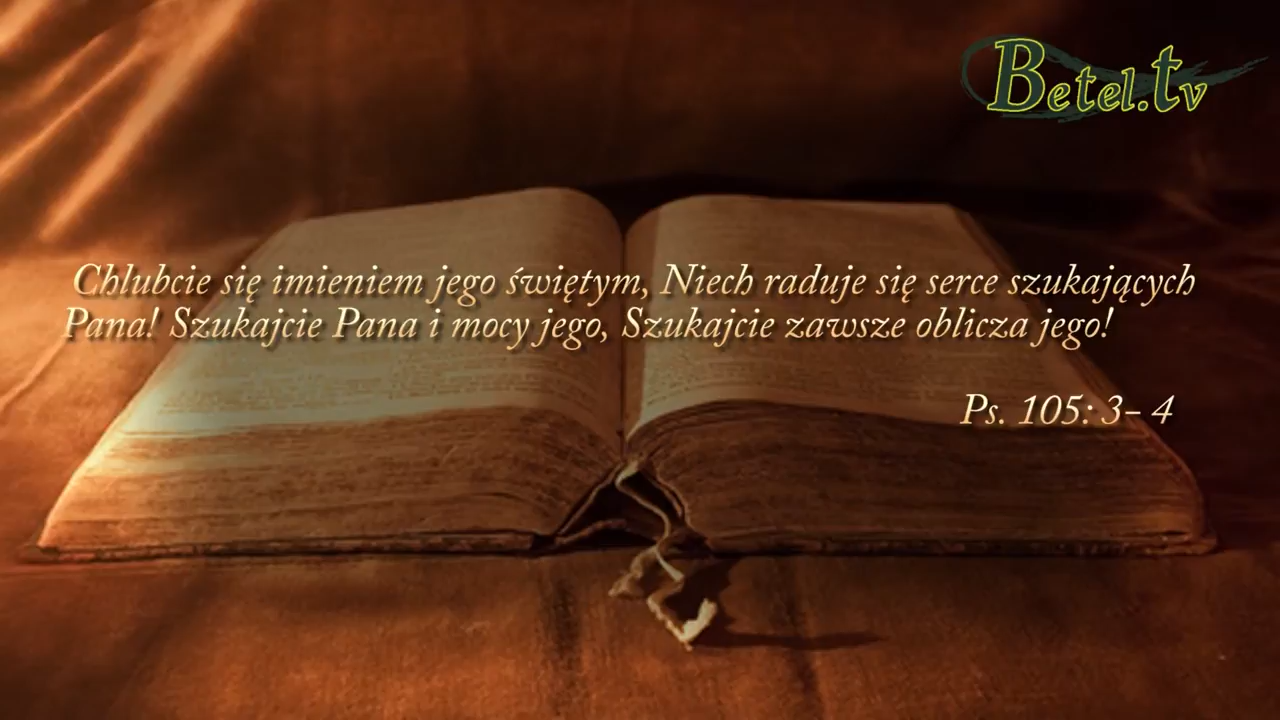 Betel.tv
Chlubcie się imieniem jego świętym, Niech raduje się serce szukających
Pana! Szukajcie Pana i mocy jego, Szukajcie zawsze oblicza jego!
Ps. 105: 3- 4